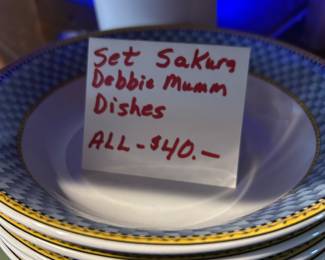 Set Sakura
Debbie Mumm
Dishes
ALL - $40.-